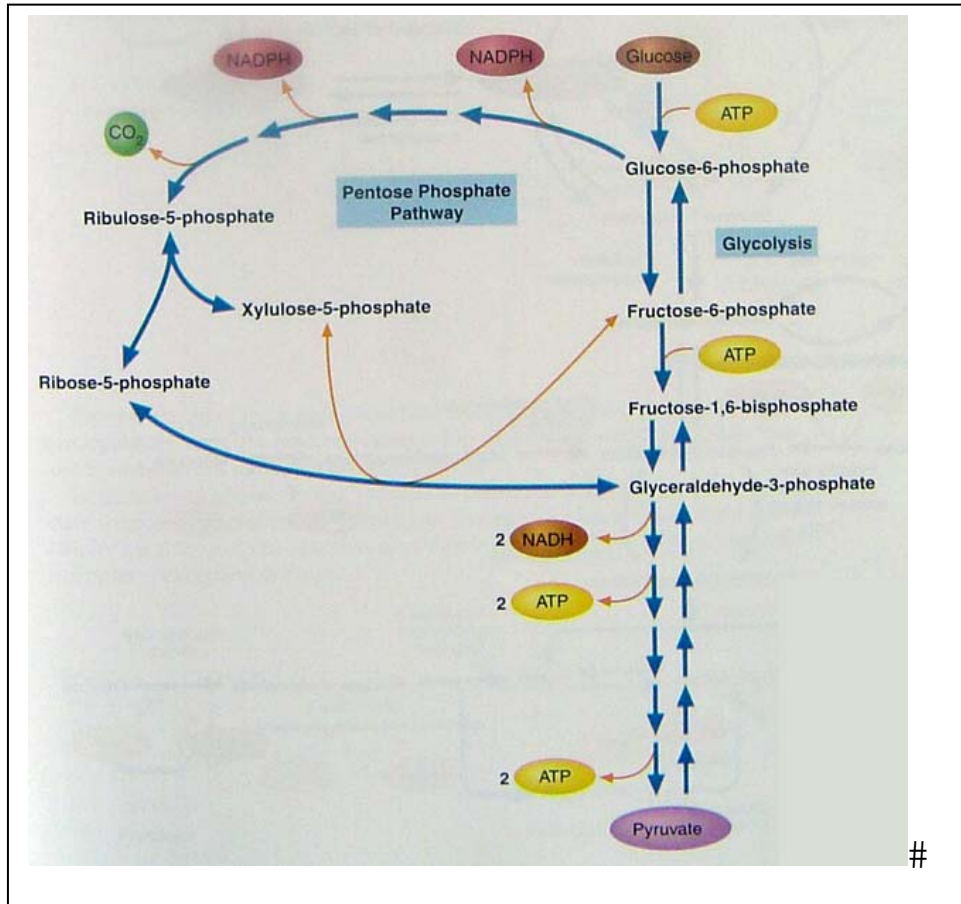 NADPH
NADPH
Glucose
ATP
CO2
Glucose-6-phosphate
Pentose Phosphate
Pathway
Ribulose-5-phosphate
Glycolysis
Xylulose-5-phosphate
Fructose-6-phosphate
ATP
Ribose-5-phosphate
Fructose-1,6-bisphosphate
Glyceraldehyde-3-phosphate
2 NADH
2 ATP
2 ATP
Pyruvate
#